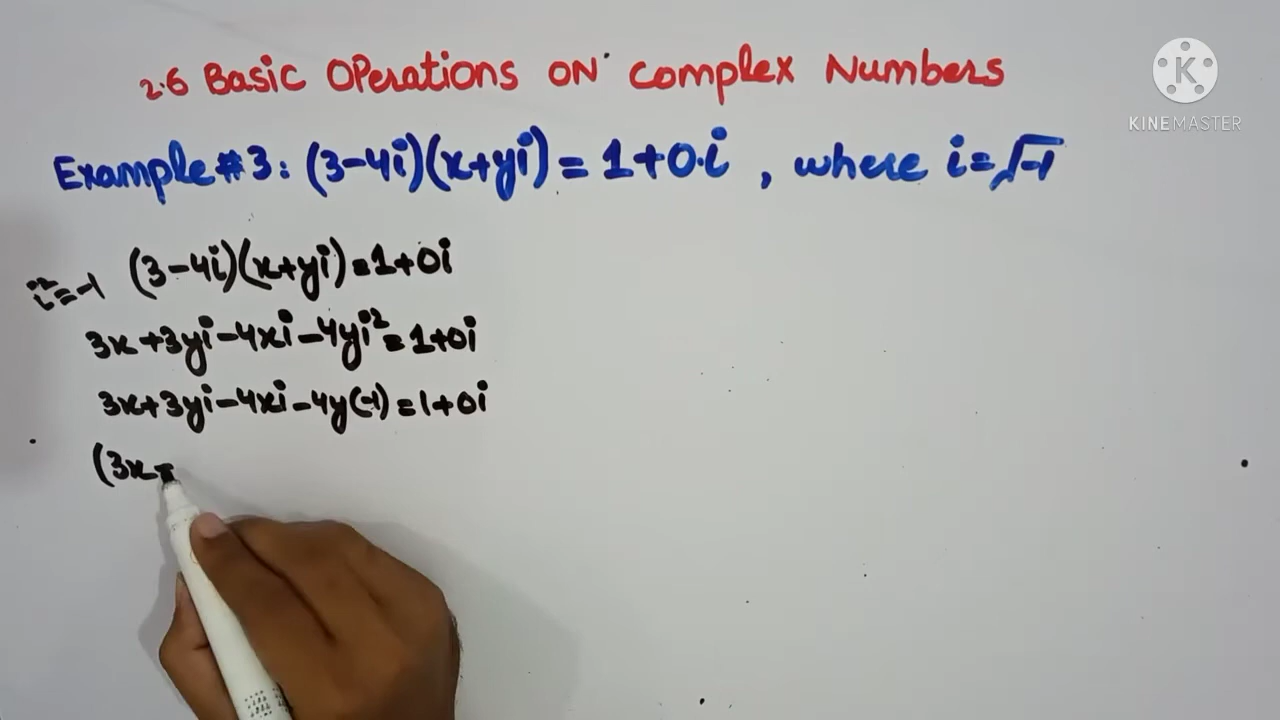 2.6 Basic Operations on Complex Numbers
KINEMASTER
Example #3: (3-4i)(x+yi) = 1+0.i , where i=√-1
(3-4i)(x+yi)=1+0i
i²=-1
3x+3yi-4xi-4yi²=1+0i
3x+3yi-4xi-4y(-1)=1+0i
(3x